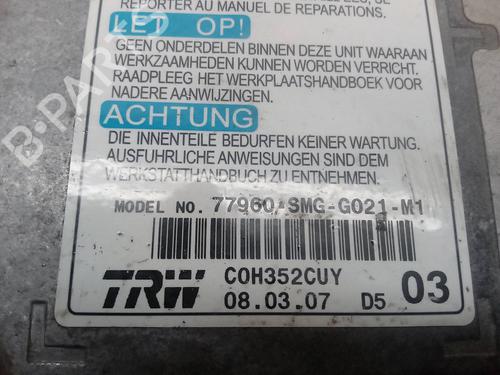 REPORTER AU MANUEL DE REPARATIONS.
LET OP!
GEEN ONDERDELEN BINNEN DEZE UNIT WAARAAN
WERKZAAMHEDEN KUNNEN WORDEN VERRICHT.
RAADPLEEG HET WERKPLAATSHANDBOEK VOOR
NADERE AANWIJZINGEN.
ACHTUNG
DIE INNENTEILE BEDURFEN KEINER WARTUNG.
AUSFUHRLICHE ANWEISUNGEN SIND DEM
WERKSTATTHANDBUCH ZU ENTNEHMEN.
MODEL NO. 77960-SMG-G021-M1
TRW COH352CUY 03
08.03.07 D5
B-PARTS